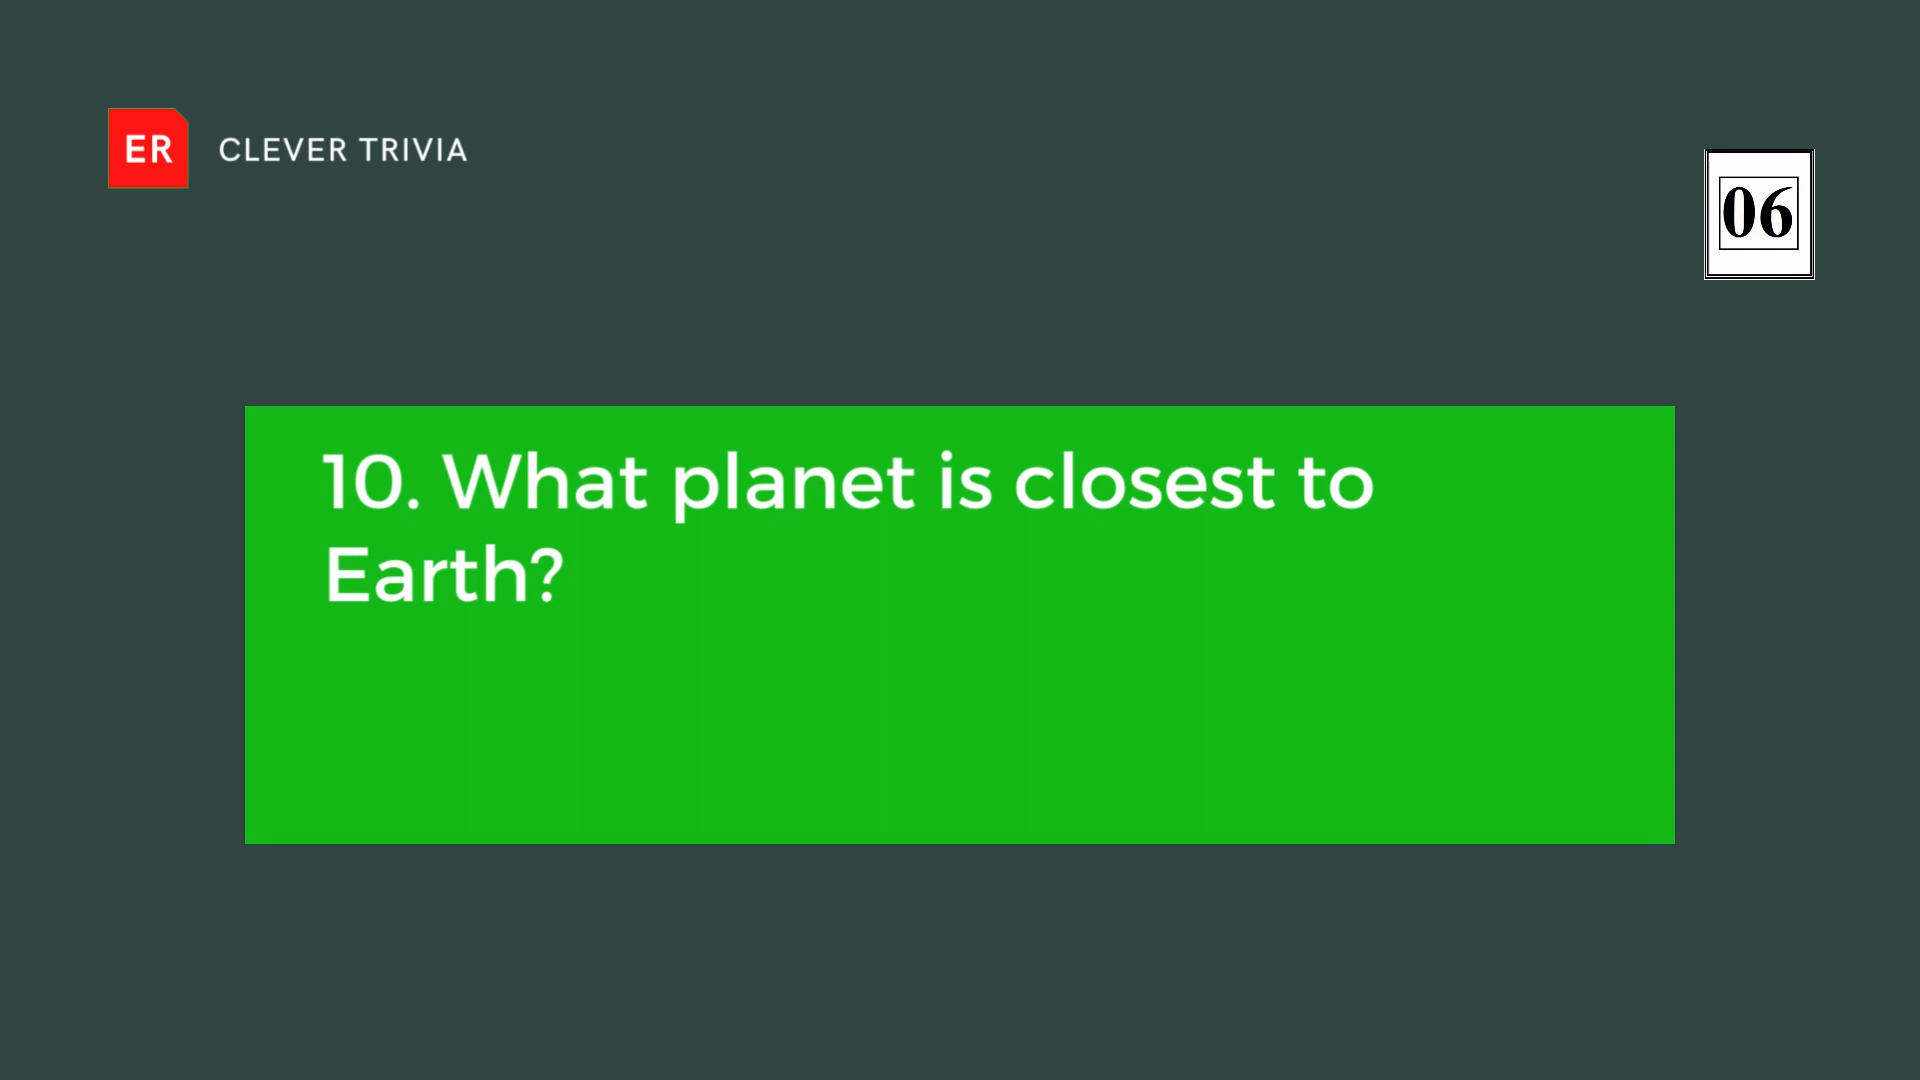 ER
CLEVER TRIVIA
06
10. What planet is closest to
Earth?